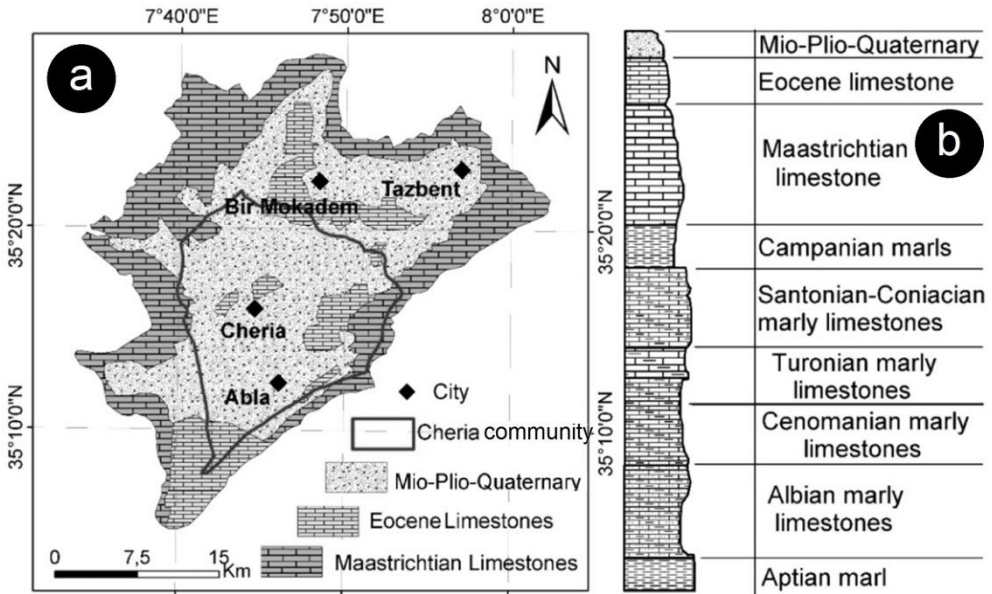 7°40'0"E
7°50'0"E
8°0'0"E
a
N
Tazbent
Bir Mokadem
Cheria
Abla
35°20'0"N
35°10'0"N
City
Cheria community
Mio-Plio-Quaternary
Eocene Limestones
Maastrichtian Limestones
0 7,5 15
Km
35°20'0"N
35°10'0"N
b
Mio-Plio-Quaternary
Eocene limestone
Maastrichtian
limestone
Campanian marls
Santonian-Coniacian
marly limestones
Turonian marly
limestones
Cenomanian marly
limestones
Albian marly
limestones
Aptian marl